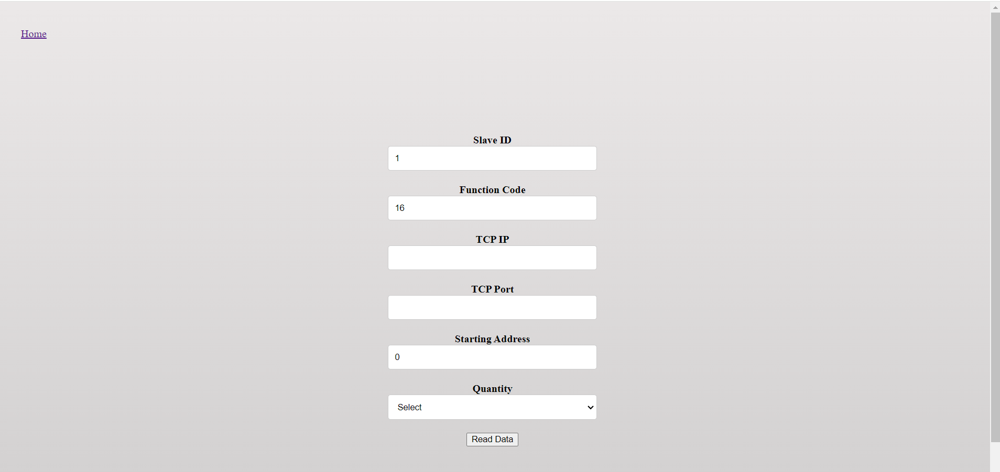 Home
Slave ID
1
Function Code
16
TCP IP
TCP Port
Starting Address
0
Quantity
Select
Read Data